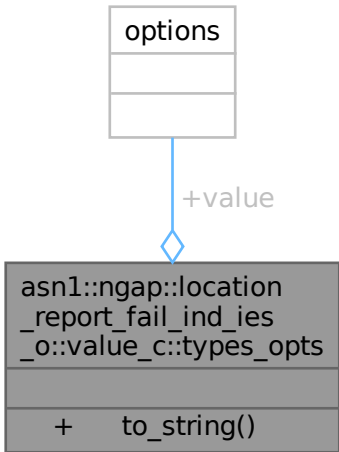 options
+value
asn1::ngap::location
_report_fail_ind_ies
_o::value_c::types_opts
+ to_string()